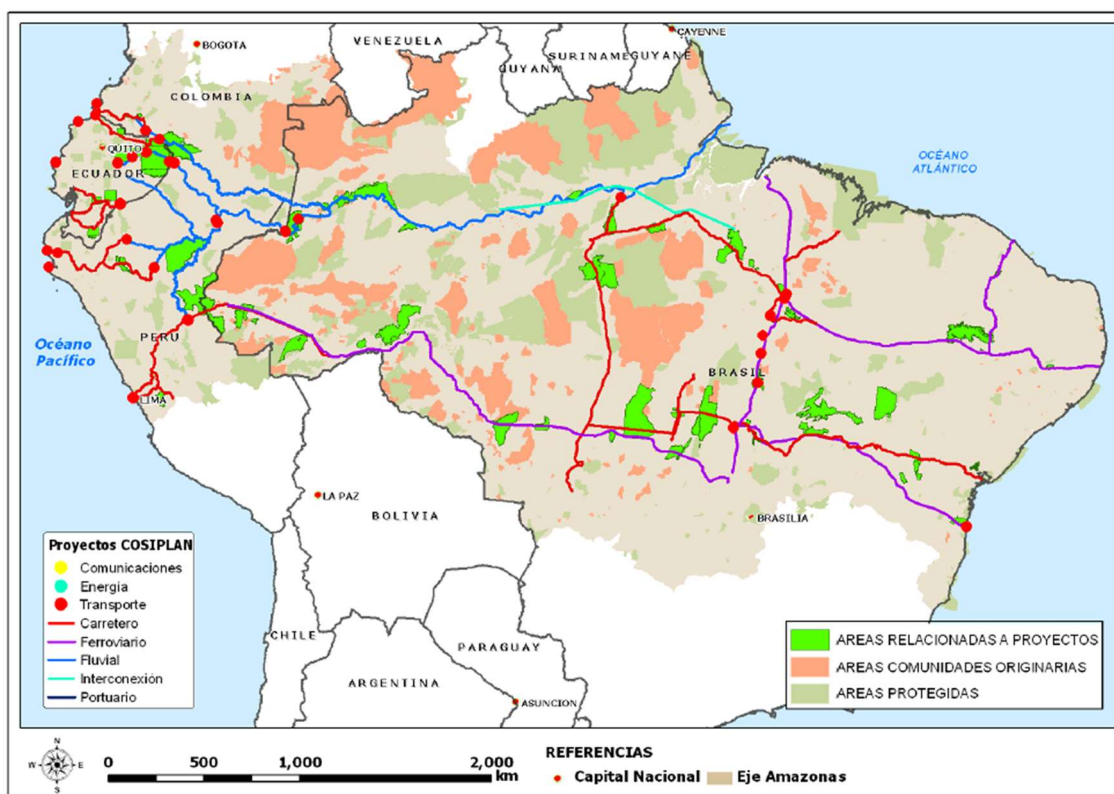 BOGOTA
VENEZUELA
GUYANA
SURINAME
CAYENNE
GUYANE
COLOMBIA
QUITO
ECUADOR
OCÉANO
ATLÁNTICO
Océano
Pacífico
PERU
LIMA
BRASIL
LA PAZ
BOLIVIA
BRASILIA
CHILE
PARAGUAY
ARGENTINA
ASUNCION
Proyectos COSIPLAN
Comunicaciones
Energía
Transporte
Carretero
Ferroviario
Fluvial
Interconexión
Portuario
AREAS RELACIONADAS A PROYECTOS
AREAS COMUNIDADES ORIGINARIAS
AREAS PROTEGIDAS
N
W E
S
0 500 1,000 2,000
km
REFERENCIAS
Capital Nacional Eje Amazonas